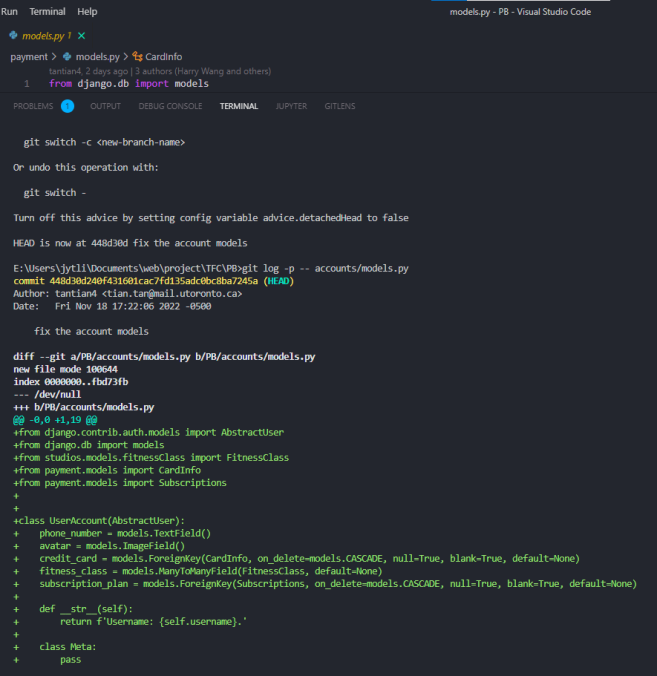 Run Terminal Help models.py - PB - Visual Studio Code
models.py 1 ×
payment > models.py > CardInfo
tantian4, 2 days ago | 3 authors (Harry Wang and others)
1 from django.db import models
PROBLEMS 1 OUTPUT DEBUG CONSOLE TERMINAL JUPYTER GITLENS
git switch -c <new-branch-name>
Or undo this operation with:
git switch -
Turn off this advice by setting config variable advice.detachedHead to false
HEAD is now at 448d30d fix the account models
E:\Users\jytli\Documents\web\project\TFC\PB>git log -p -- accounts/models.py
commit 448d30d240f431601cac7fd135adc0bc8ba7245a (HEAD)
Author: tantian4 <tian.tan@mail.utoronto.ca>
Date:   Fri Nov 18 17:22:06 2022 -0500
    fix the account models
diff --git a/PB/accounts/models.py b/PB/accounts/models.py
new file mode 100644
index 0000000..fbd73fb
--- /dev/null
+++ b/PB/accounts/models.py
@@ -0,0 +1,19 @@
+from django.contrib.auth.models import AbstractUser
+from django.db import models
+from studios.models.fitnessClass import FitnessClass
+from payment.models import CardInfo
+from payment.models import Subscriptions
+
+
+class UserAccount(AbstractUser):
+    phone_number = models.TextField()
+    avatar = models.ImageField()
+    credit_card = models.ForeignKey(CardInfo, on_delete=models.CASCADE, null=True, blank=True, default=None)
+    fitness_class = models.ManyToManyField(FitnessClass, default=None)
+    subscription_plan = models.ForeignKey(Subscriptions, on_delete=models.CASCADE, null=True, blank=True, default=None)
+
+    def __str__(self):
+        return f'Username: {self.username}.'
+
+    class Meta:
+        pass